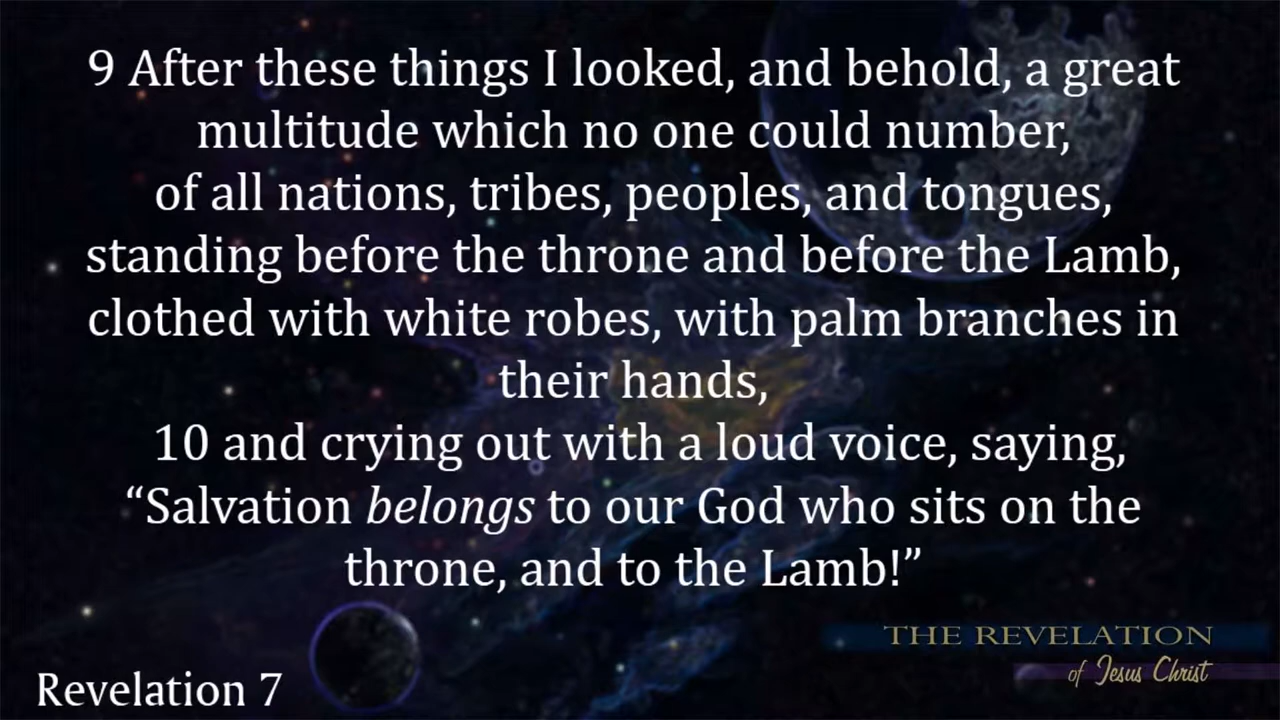 9 After these things I looked, and behold, a great
multitude which no one could number,
of all nations, tribes, peoples, and tongues,
standing before the throne and before the Lamb,
clothed with white robes, with palm branches in
their hands,
10 and crying out with a loud voice, saying,
“Salvation belongs to our God who sits on the
throne, and to the Lamb!”
THE REVELATION
of Jesus Christ
Revelation 7